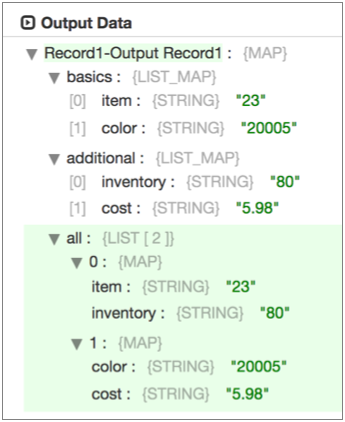 Output Data
Record1-Output Record1 : {MAP}
basics : {LIST_MAP}
[0] item : {STRING} "23"
[1] color : {STRING} "20005"
additional : {LIST_MAP}
[0] inventory : {STRING} "80"
[1] cost : {STRING} "5.98"
all : {LIST [ 2 ]}
0 : {MAP}
item : {STRING} "23"
inventory : {STRING} "80"
1 : {MAP}
color : {STRING} "20005"
cost : {STRING} "5.98"